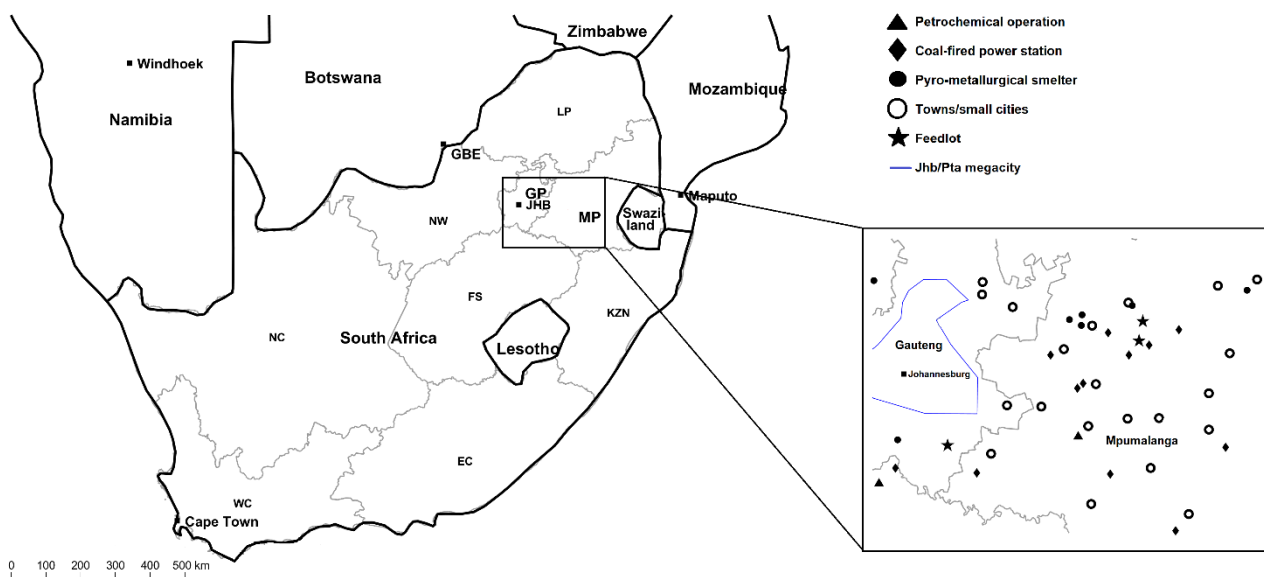 Zimbabwe
Windhoek
Botswana
Mozambique
Namibia
LP
GBE
GP
JHB
Maputo
NW
MP
Swazi-
land
FS
KZN
NC
South Africa
Lesotho
EC
WC
Cape Town
0 100 200 300 400 500 km
Petrochemical operation
Coal-fired power station
Pyro-metallurgical smelter
Towns/small cities
Feedlot
Jhb/Pta megacity
Gauteng
Johannesburg
Mpumalanga